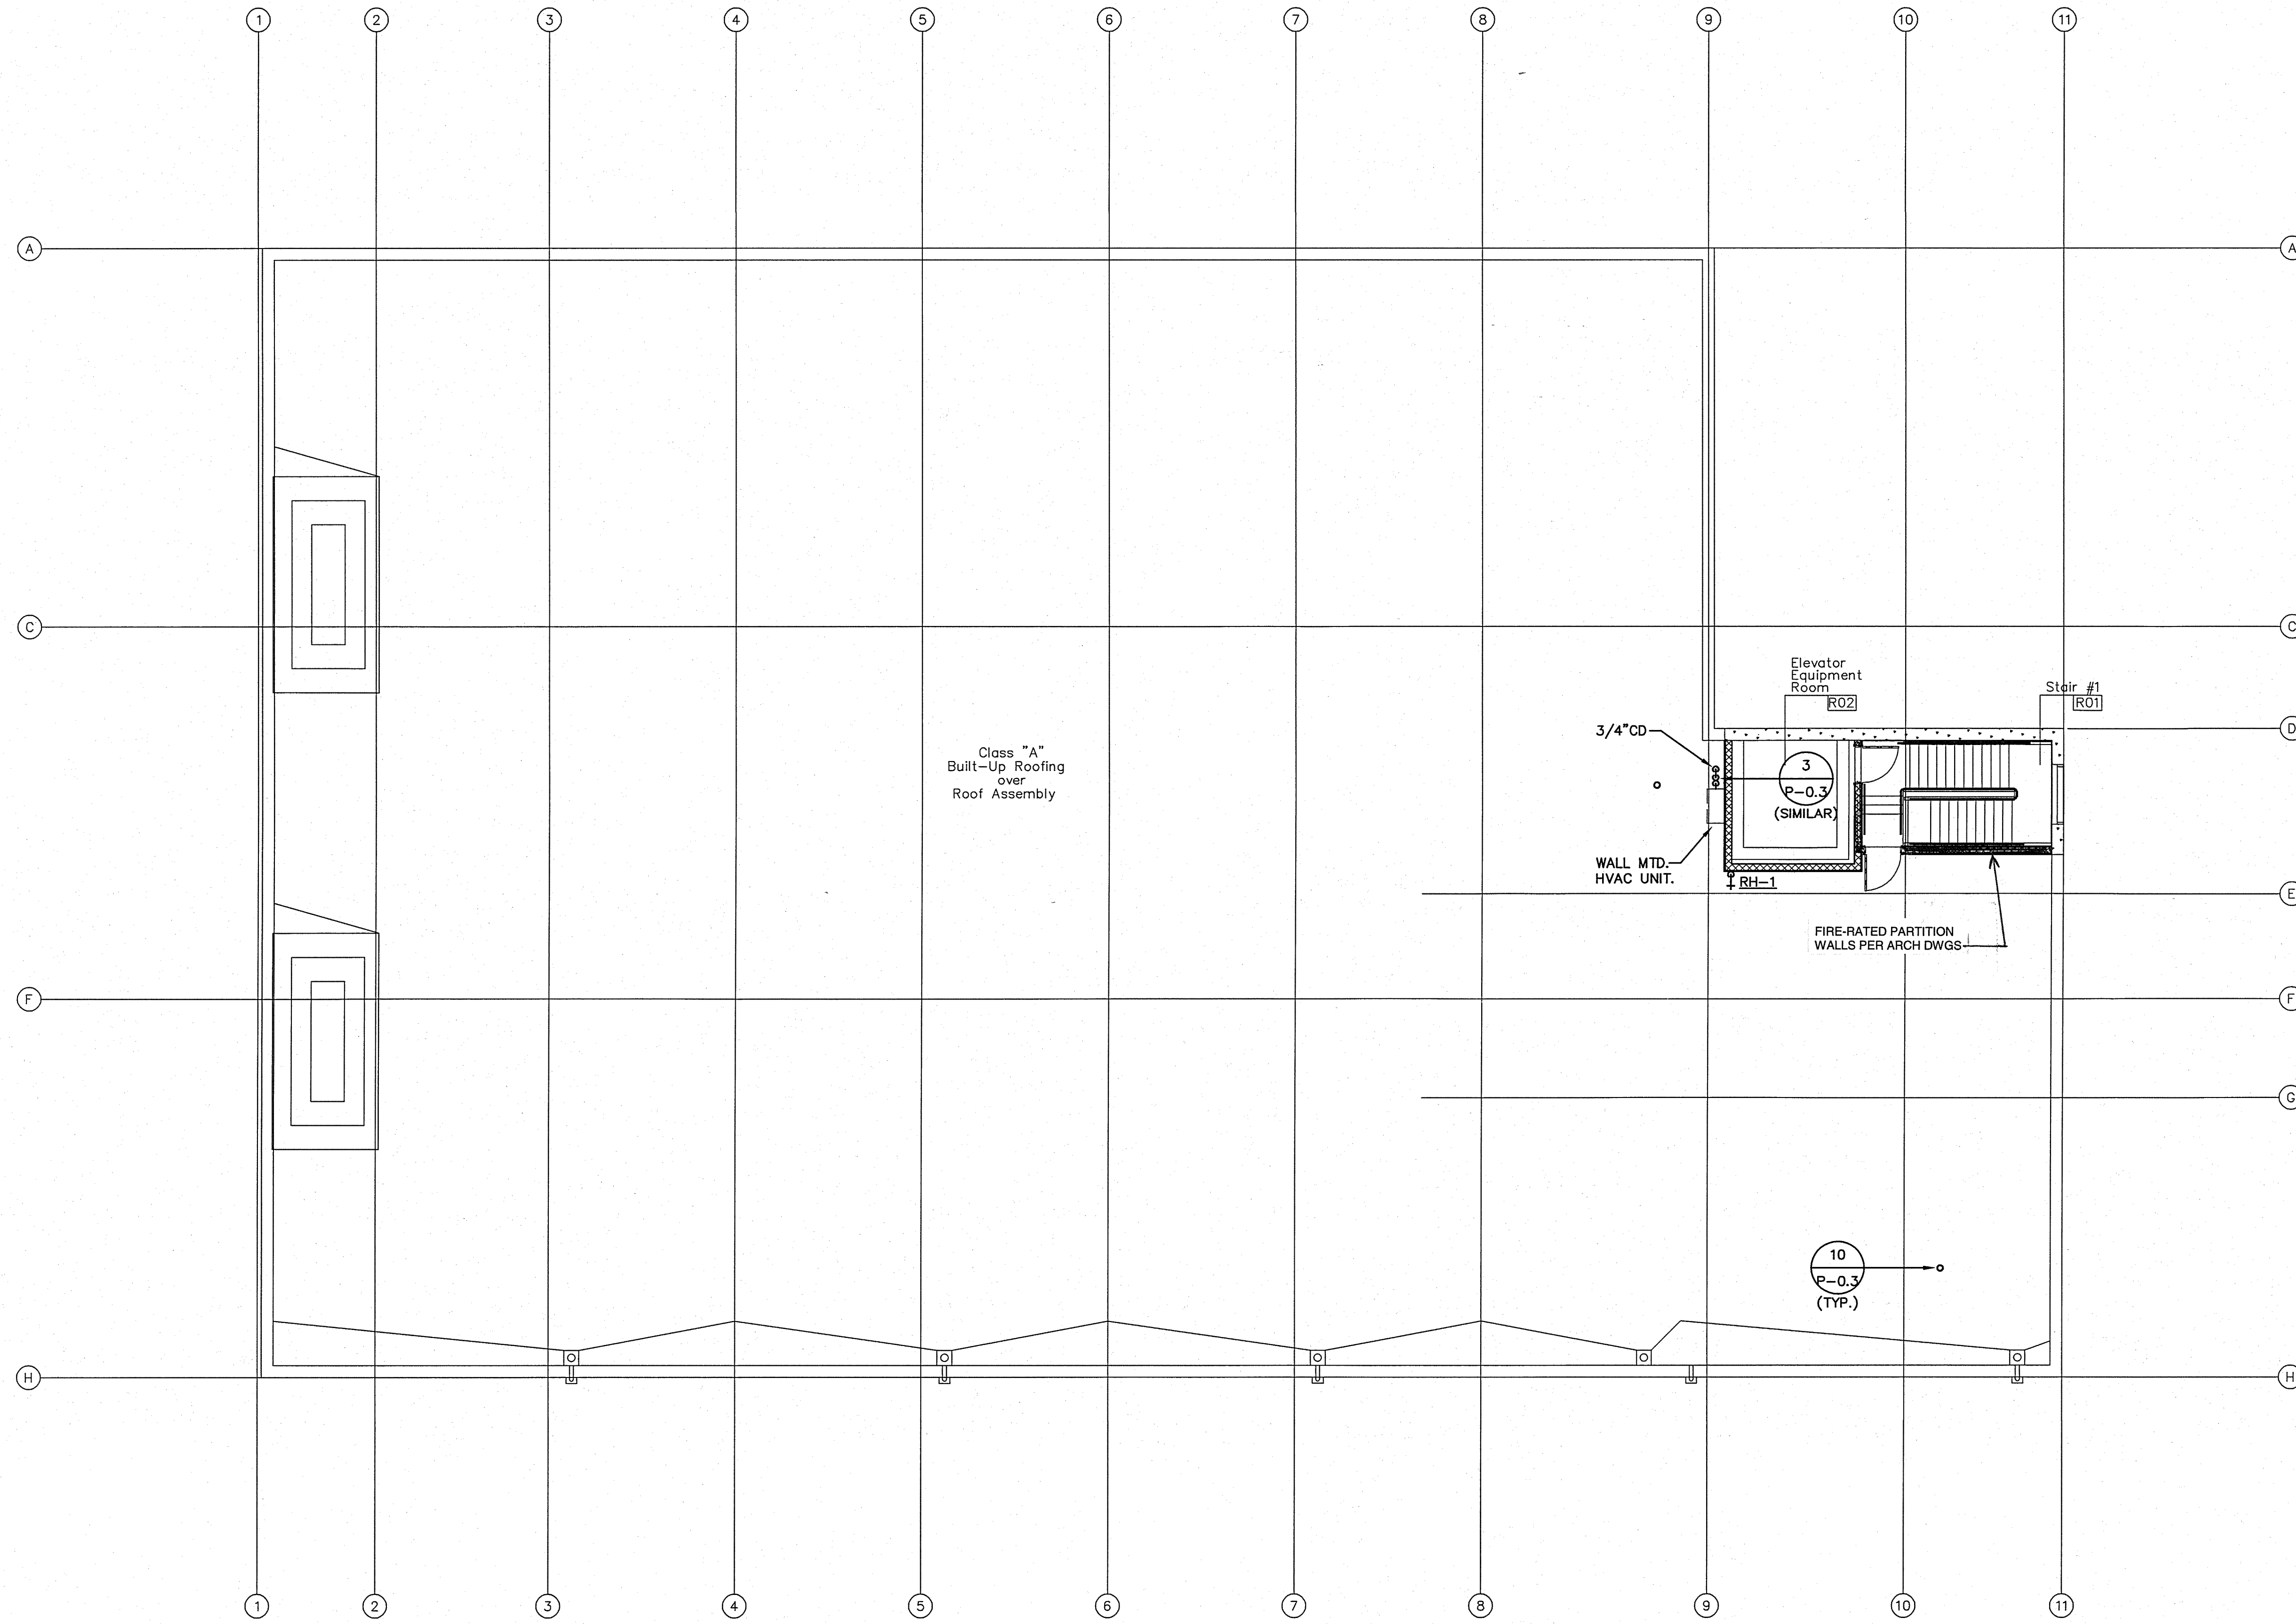 1 2 3 4 5 6 7 8 9 10 11
A A
C C
Elevator
Equipment
Room
R02
Stair #1
R01
D
3/4"CD
Class "A"
Built-Up Roofing
over
Roof Assembly
3
P-0.3
(SIMILAR)
WALL MTD.
HVAC UNIT.
RH-1
E
FIRE-RATED PARTITION
WALLS PER ARCH DWGS
F F
G
10
P-0.3
(TYP.)
H H
1 2 3 4 5 6 7 8 9 10 11